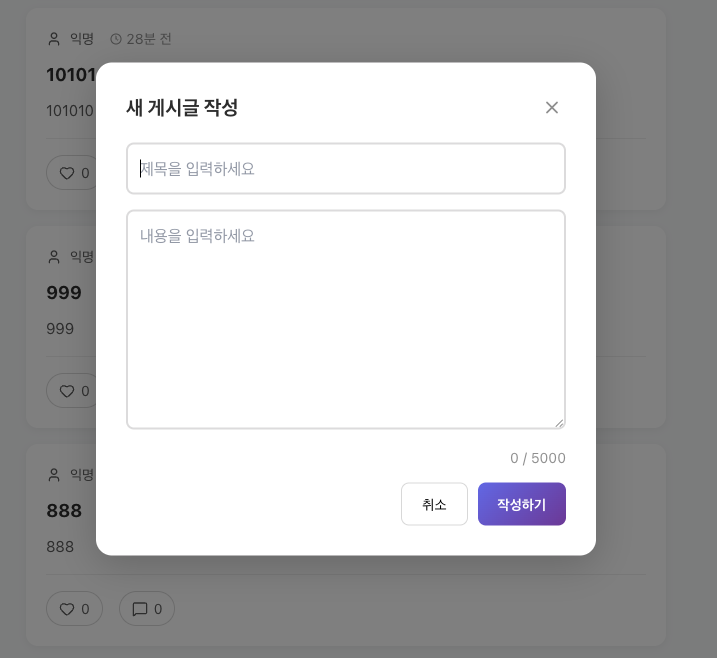 익명 28분 전
10101
101010
0
새 게시글 작성
제목을 입력하세요
내용을 입력하세요
0 / 5000
취소 작성하기
익명
999
999
0
익명
888
888
0 0